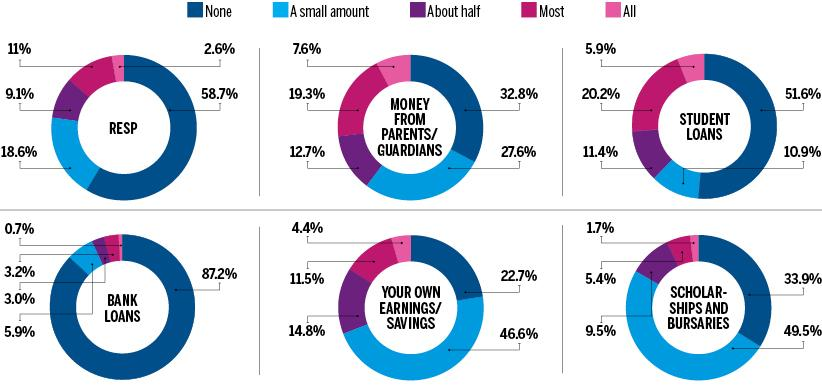 None A small amount About half Most All
11% 2.6%
9.1% 58.7%
18.6%
RESP
7.6%
19.3% 32.8%
12.7% 27.6%
MONEY
FROM
PARENTS/
GUARDIANS
5.9%
20.2% 51.6%
11.4% 10.9%
STUDENT
LOANS
0.7%
3.2% 87.2%
3.0%
5.9%
BANK
LOANS
4.4%
11.5% 22.7%
14.8% 46.6%
YOUR OWN
EARNINGS/
SAVINGS
1.7%
5.4% 33.9%
9.5% 49.5%
SCHOLAR-
SHIPS AND
BURSARIES